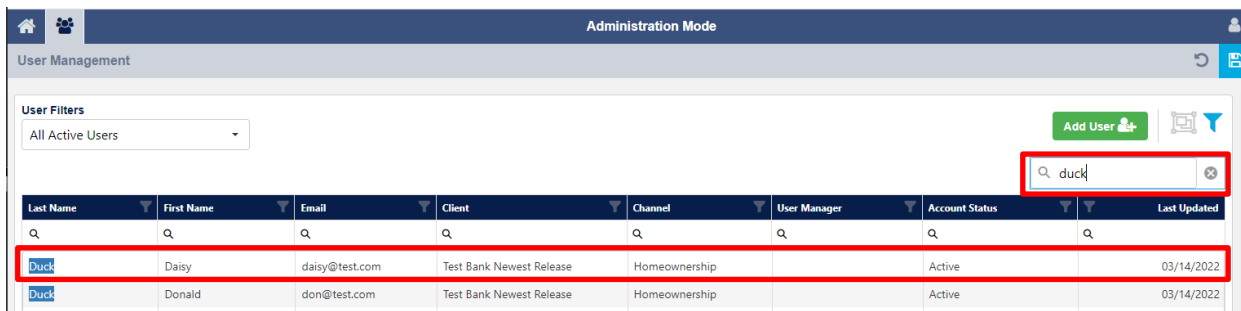 Administration Mode
User Management
User Filters
All Active Users
Add User
duck
Last Name First Name Email Client Channel User Manager Account Status Last Updated
Duck Daisy daisy@test.com Test Bank Newest Release Homeownership Active 03/14/2022
Duck Donald don@test.com Test Bank Newest Release Homeownership Active 03/14/2022